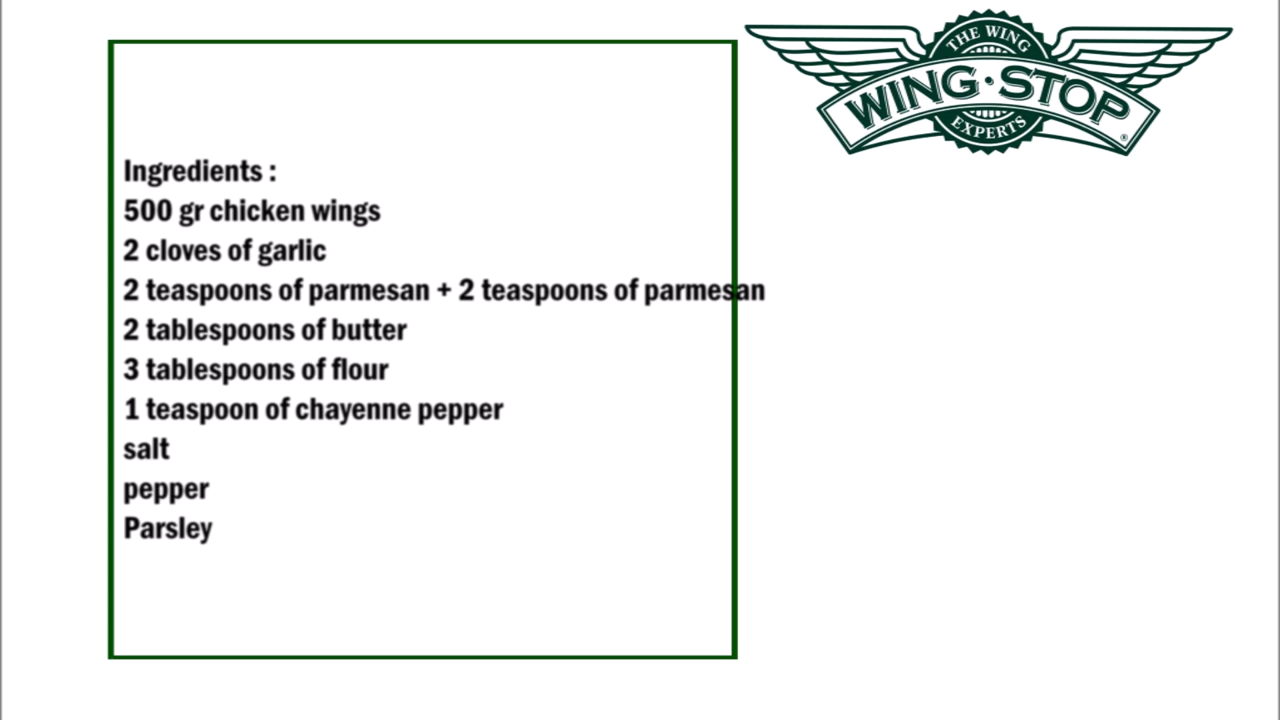 THE WING
WING·STOP
EXPERTS
®
Ingredients :
500 gr chicken wings
2 cloves of garlic
2 teaspoons of parmesan + 2 teaspoons of parmesan
2 tablespoons of butter
3 tablespoons of flour
1 teaspoon of chayenne pepper
salt
pepper
Parsley